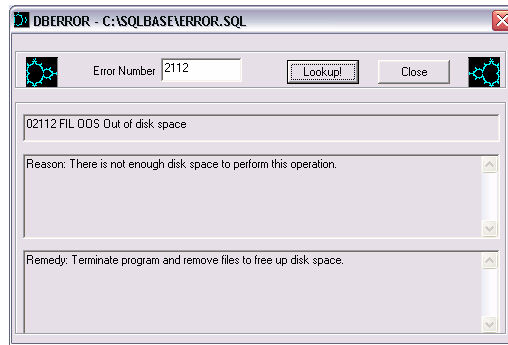 DBERROR - C:\SQLBASE\ERROR.SQL
Error Number 2112 Lookup! Close
02112 FIL OOS Out of disk space
Reason: There is not enough disk space to perform this operation.
Remedy: Terminate program and remove files to free up disk space.